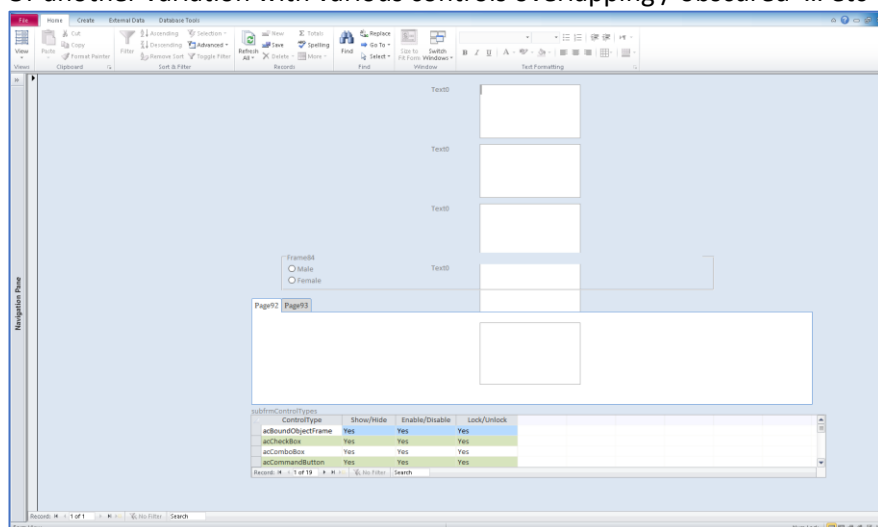 Or another variation with various controls overlapping / obscured ... etc
File Home Create External Data Database Tools
View
Views
Paste
Cut
Copy
Format Painter
Clipboard
Filter
Ascending
Descending
Remove Sort
Selection
Advanced
Toggle Filter
Sort & Filter
Refresh
All
New
Save
Delete
Totals
Spelling
More
Records
Find
Replace
Go To
Select
Find
Size to
Fit Form
Switch
Windows
Window
B I U A
Text Formatting
Navigation Pane
Text0
Text0
Text0
Frame84
Male
Female
Text0
Page92 Page93
subfrmControlTypes
ControlType Show/Hide Enable/Disable Lock/Unlock
acBoundObjectFrame Yes Yes Yes
acCheckBox Yes Yes Yes
acComboBox Yes Yes Yes
acCommandButton Yes Yes Yes
Record: 1 of 19 No Filter Search
Record: 1 of 1 No Filter Search